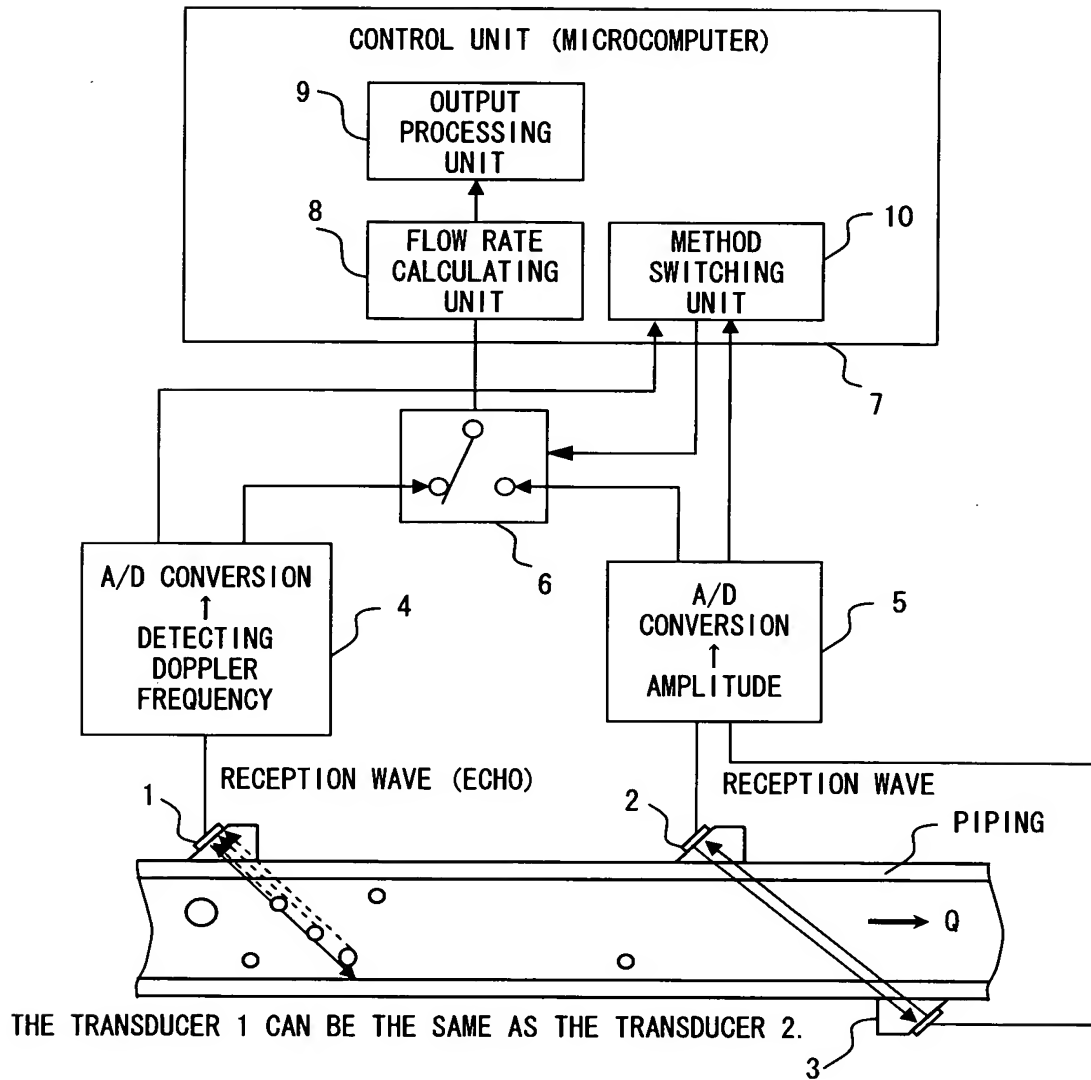 CONTROL UNIT (MICROCOMPUTER)
9
OUTPUT
PROCESSING
UNIT
8
FLOW RATE
CALCULATING
UNIT
10
METHOD
SWITCHING
UNIT
7
6
A/D CONVERSION
↑
DETECTING
DOPPLER
FREQUENCY
4
A/D
CONVERSION
↑
AMPLITUDE
5
RECEPTION WAVE (ECHO)
1
RECEPTION WAVE
2
PIPING
Q
THE TRANSDUCER 1 CAN BE THE SAME AS THE TRANSDUCER 2.
3